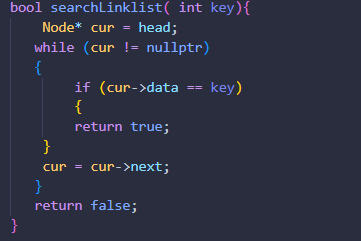 bool searchLinklist( int key){
    Node* cur = head;
   while (cur != nullptr)
   {
        if (cur->data == key)
        {
        return true;
    }
    cur = cur->next;
   }
   return false;
}